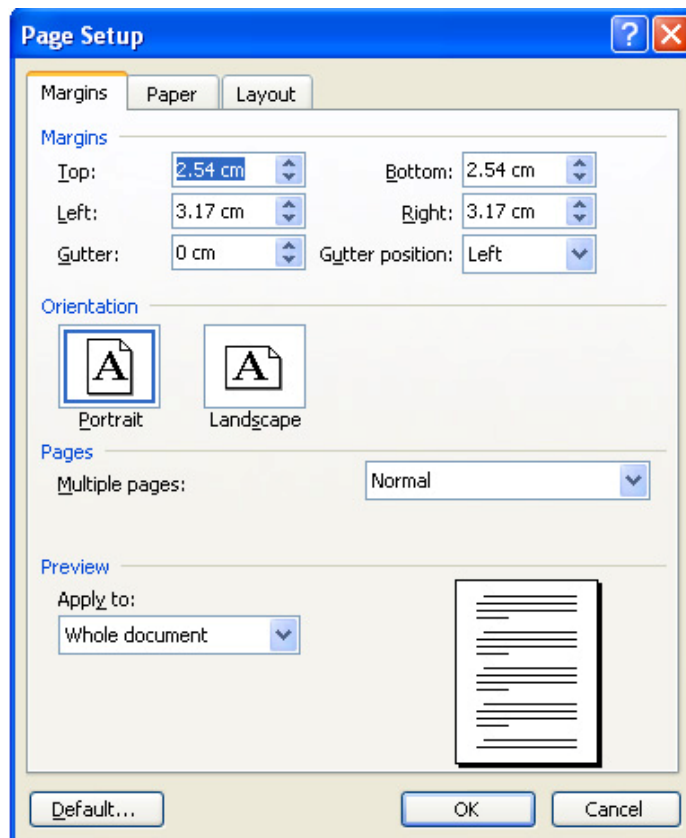 Page Setup
Margins Paper Layout
Margins
Top: 2.54 cm Bottom: 2.54 cm
Left: 3.17 cm Right: 3.17 cm
Gutter: 0 cm Gutter position: Left
Orientation
A A
Portrait Landscape
Pages
Multiple pages: Normal
Preview
Apply to:
Whole document
Default... OK Cancel